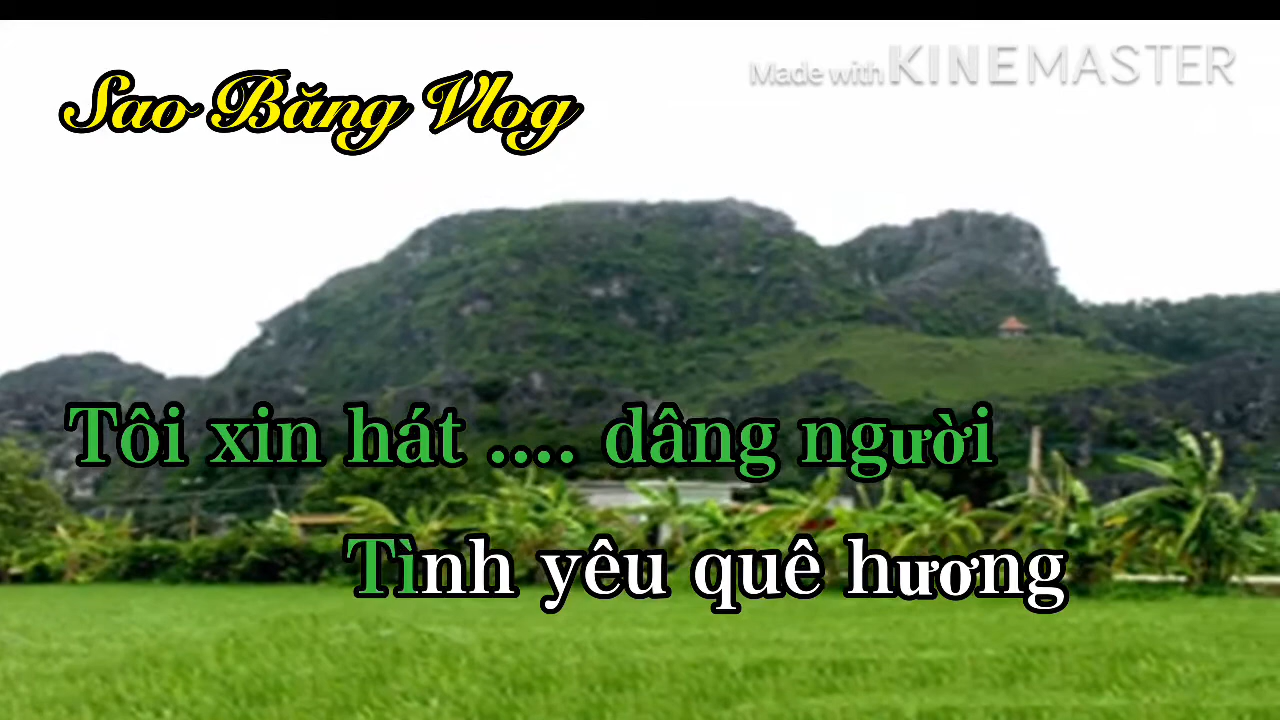 Sao Băng Vlog
Made with KINEMASTER
Tôi xin hát .... dâng người
Tình yêu quê hương